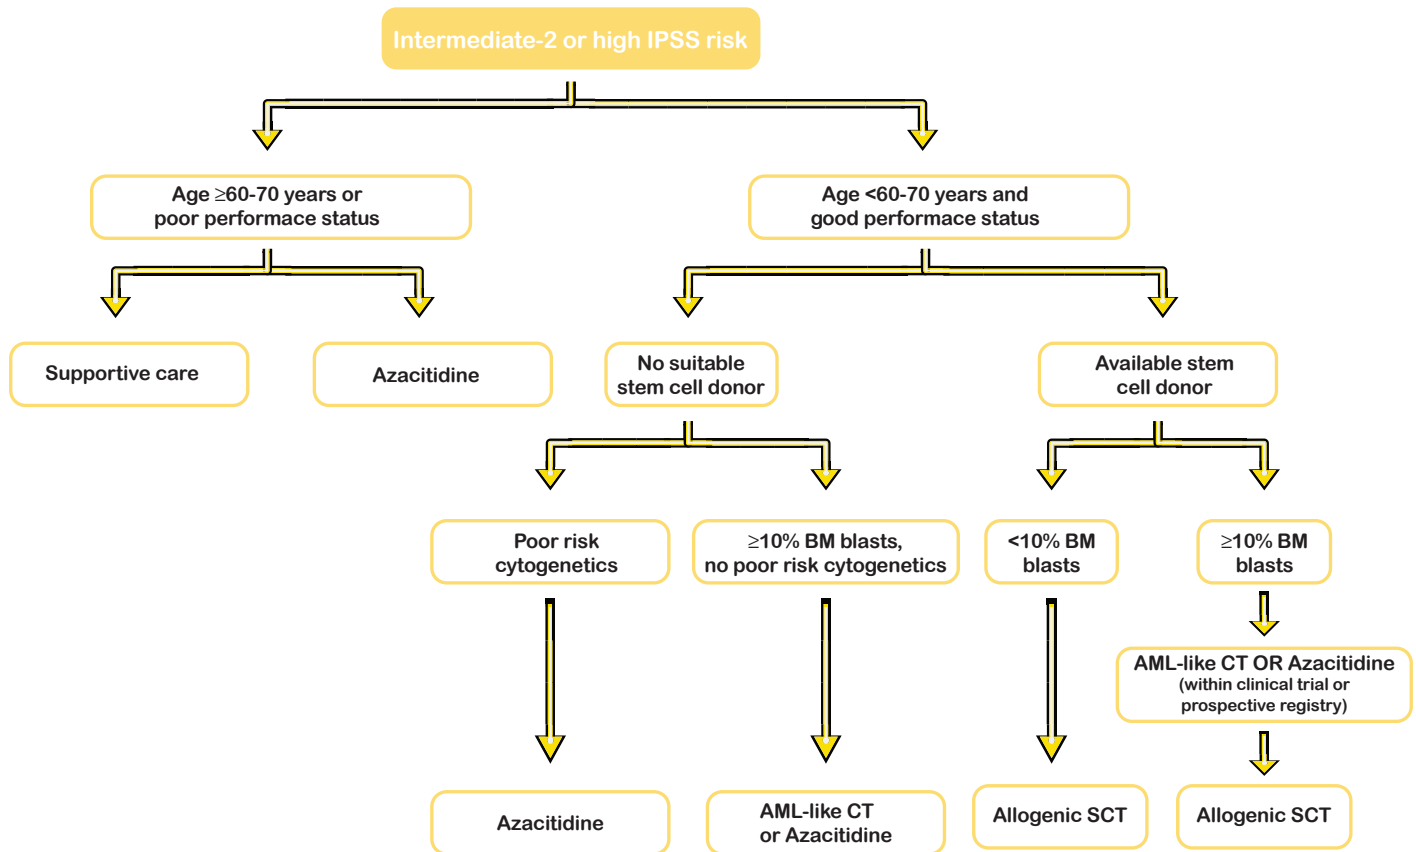 Intermediate-2 or high IPSS risk
Age ≥60-70 years or
poor performace status
Age <60-70 years and
good performace status
Supportive care
Azacitidine
No suitable
stem cell donor
Available stem
cell donor
Poor risk
cytogenetics
≥10% BM blasts,
no poor risk cytogenetics
<10% BM
blasts
≥10% BM
blasts
AML-like CT OR Azacitidine
(within clinical trial or
prospective registry)
Azacitidine
AML-like CT
or Azacitidine
Allogenic SCT
Allogenic SCT